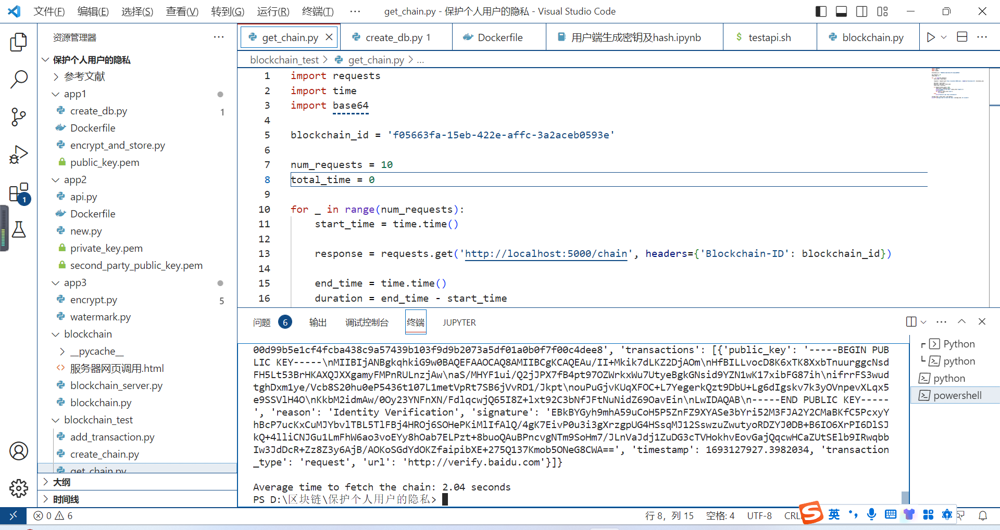 文件(F) 编辑(E) 选择(S) 查看(V) 转到(G) 运行(R) 终端(T) ··· get_chain.py - 保护个人用户的隐私 - Visual Studio Code
资源管理器 ···
get_chain.py create_db.py 1 Dockerfile 用户端生成密钥及hash.ipynb $ testapi.sh blockchain.py ···
blockchain_test > get_chain.py > ...
保护个人用户的隐私
参考文献
app1
create_db.py 1
Dockerfile
encrypt_and_store.py
public_key.pem
app2
api.py
Dockerfile
new.py
private_key.pem
second_party_public_key.pem
app3
encrypt.py 5
watermark.py
blockchain
__pycache__
服务器网页调用.html
blockchain_server.py
blockchain.py
blockchain_test
add_transaction.py
create_chain.py
get_chain.py
大纲
时间线
1
1 import requests
2 import time
3 import base64
4
5 blockchain_id = 'f05663fa-15eb-422e-affc-3a2aceb0593e'
6
7 num_requests = 10
8 total_time = 0
9
10 for _ in range(num_requests):
11 start_time = time.time()
12
13 response = requests.get('http://localhost:5000/chain', headers={'Blockchain-ID': blockchain_id})
14
15 end_time = time.time()
16 duration = end_time - start_time
问题 6 输出 调试控制台 终端 JUPYTER ···
00d99b5e1cf4fcba438c9a57439b103f9d9b2073a5df01a0b0f7f00c4dee8', 'transactions': [{'public_key': '-----BEGIN PUB
LIC KEY-----\nMIIBIjANBgkqhkiG9w0BAQEFAAOCAQ8AMIIBCgKCAQEAu/II+Mkik7dLKZ2DjAOm\nHfBILLvocD8K6xTK8XxbTnuurggcNsd
FH5Lt53BrHKAXQJXXgamyFMPnRULnzjAw\naS/MHYF1ui/Q2jJPX7fB4pt97OZWrkxWu7UtyeBgkGNsid9YZN1wK17xibFG87ih\nifrrFS3wud
tghDxm1ye/Vcb8S20hu0eP5436t107L1metVpRt7SB6jVvRD1/Jkpt\nouPuGjvKUqXFOC+L7YegerkQzt9DbU+Lg6dIgskv7k3yOVnpevXLqx5
e9SSVlH4O\nKkbM2idmAw/0Oy23YNFnXN/FdlqcwjQ65I8Z+lxt92C3bNfJFtNuNidZ69OavEin\nLwIDAQAB\n-----END PUBLIC KEY-----
', 'reason': 'Identity Verification', 'signature': 'EBkBYGyh9mhA59uCoH5P5ZnFZ9XYASe3bYri52M3FJA2Y2CMaBKfC5PcxyY
hBcP7ucKxCuMJYbvlTBL5TlFBj4HROj6SOHePKiMlIfAlQ/4gK7EivP0u3i3gXrzgpUG4HSsqMJ12SswzuZwutyoRDZYJ0DB+B6IO6XrPI6DlSJ
kQ+4lliCNJGu1LmFhW6ao3voEYy8hOab7ELPzt+8buoQAuBPncvgNTm9SoHm7/JLnVaJdj1ZuDG3cTVHokhvEovGajQqcwHCaZUtSElb9IRwqbb
Iw3JdDcR+Zz8Z3y6AjB/AOKoSGdYdOKZfaipibXE+275Q137Kmob5ONeG8CWA==', 'timestamp': 1693127927.3982034, 'transaction
_type': 'request', 'url': 'http://verify.baidu.com'}]}
Average time to fetch the chain: 2.04 seconds
PS D:\区块链\保护个人用户的隐私>
Python
python
python
powershell
0 6 行 8，列 15 空格: 4 UTF-8 CRL 英